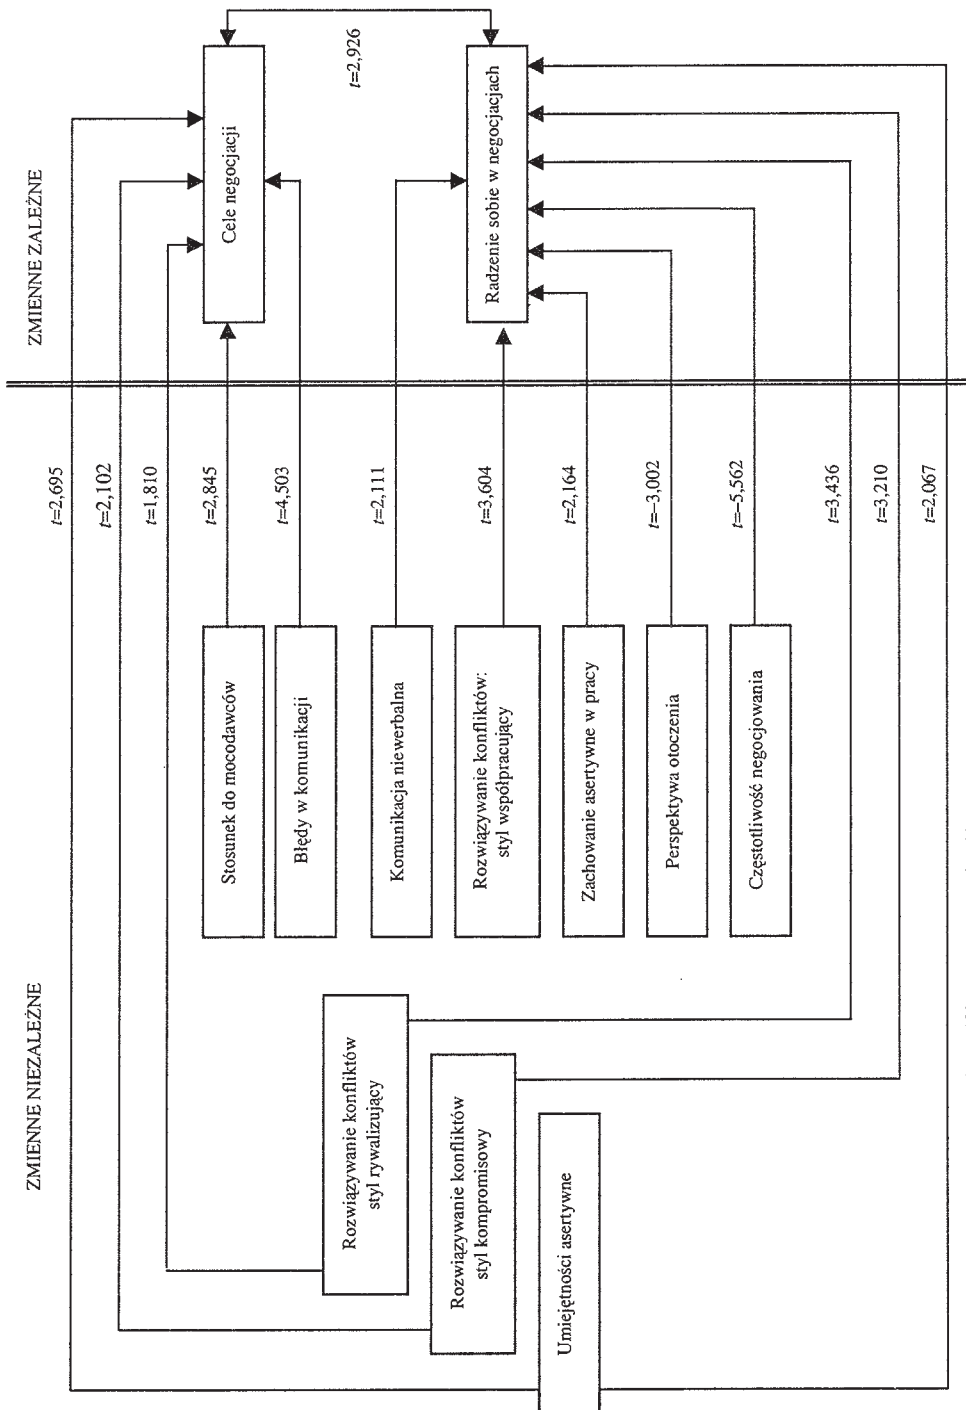 ZMIENNE NIEZALEŻNE
ZMIENNE ZALEŻNE
t=2,695
t=2,102
t=1,810
t=2,845
t=4,503
t=2,111
t=3,604
t=2,164
t=–3,002
t=–5,562
t=3,436
t=3,210
t=2,067
Cele negocjacji
t=2,926
Radzenie sobie w negocjacjach
Stosunek do mocodawców
Błędy w komunikacji
Komunikacja niewerbalna
Rozwiązywanie konfliktów:
styl współpracujący
Zachowanie asertywne w pracy
Perspektywa otoczenia
Częstotliwość negocjowania
Rozwiązywanie konfliktów
styl rywalizujący
Rozwiązywanie konfliktów
styl kompromisowy
Umiejętności asertywne